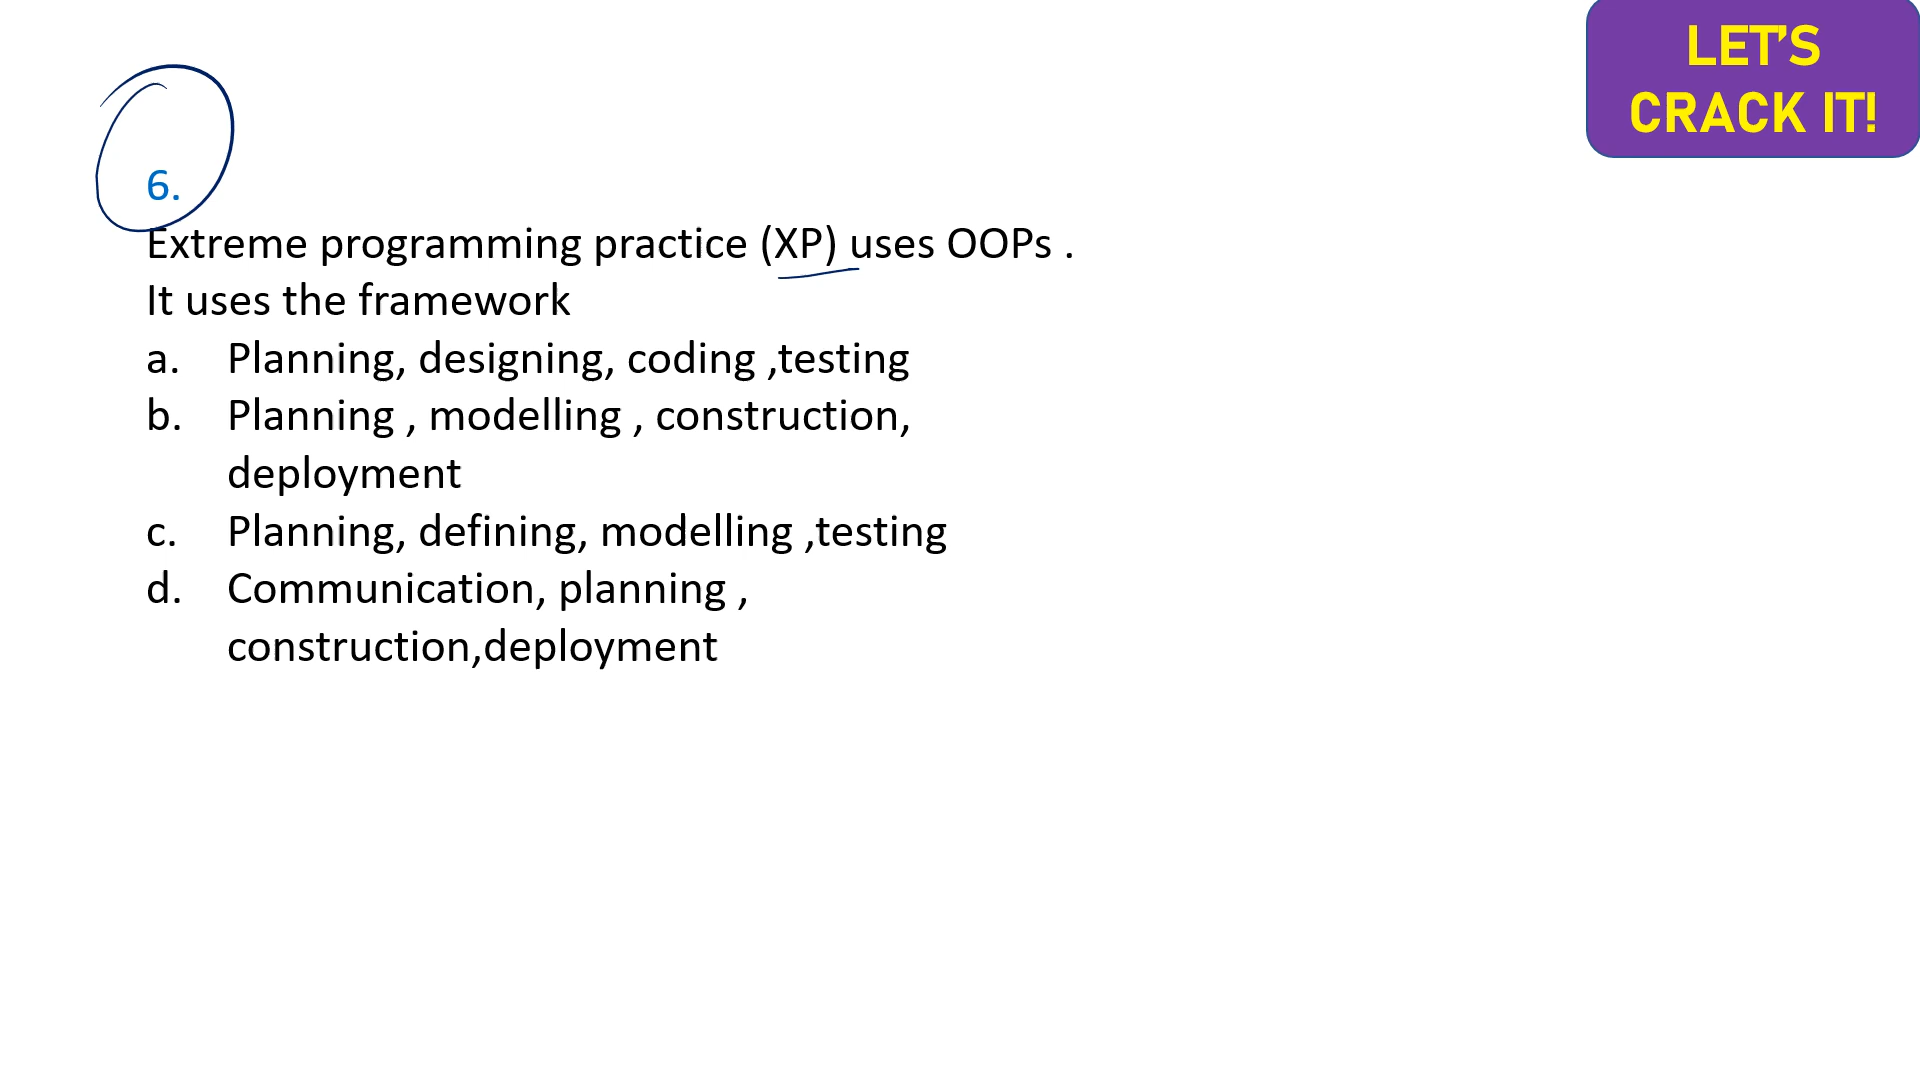 LET'S
CRACK IT!
6.
Extreme programming practice (XP) uses OOPs .
It uses the framework
a. Planning, designing, coding ,testing
b. Planning , modelling , construction,
deployment
c. Planning, defining, modelling ,testing
d. Communication, planning ,
construction,deployment